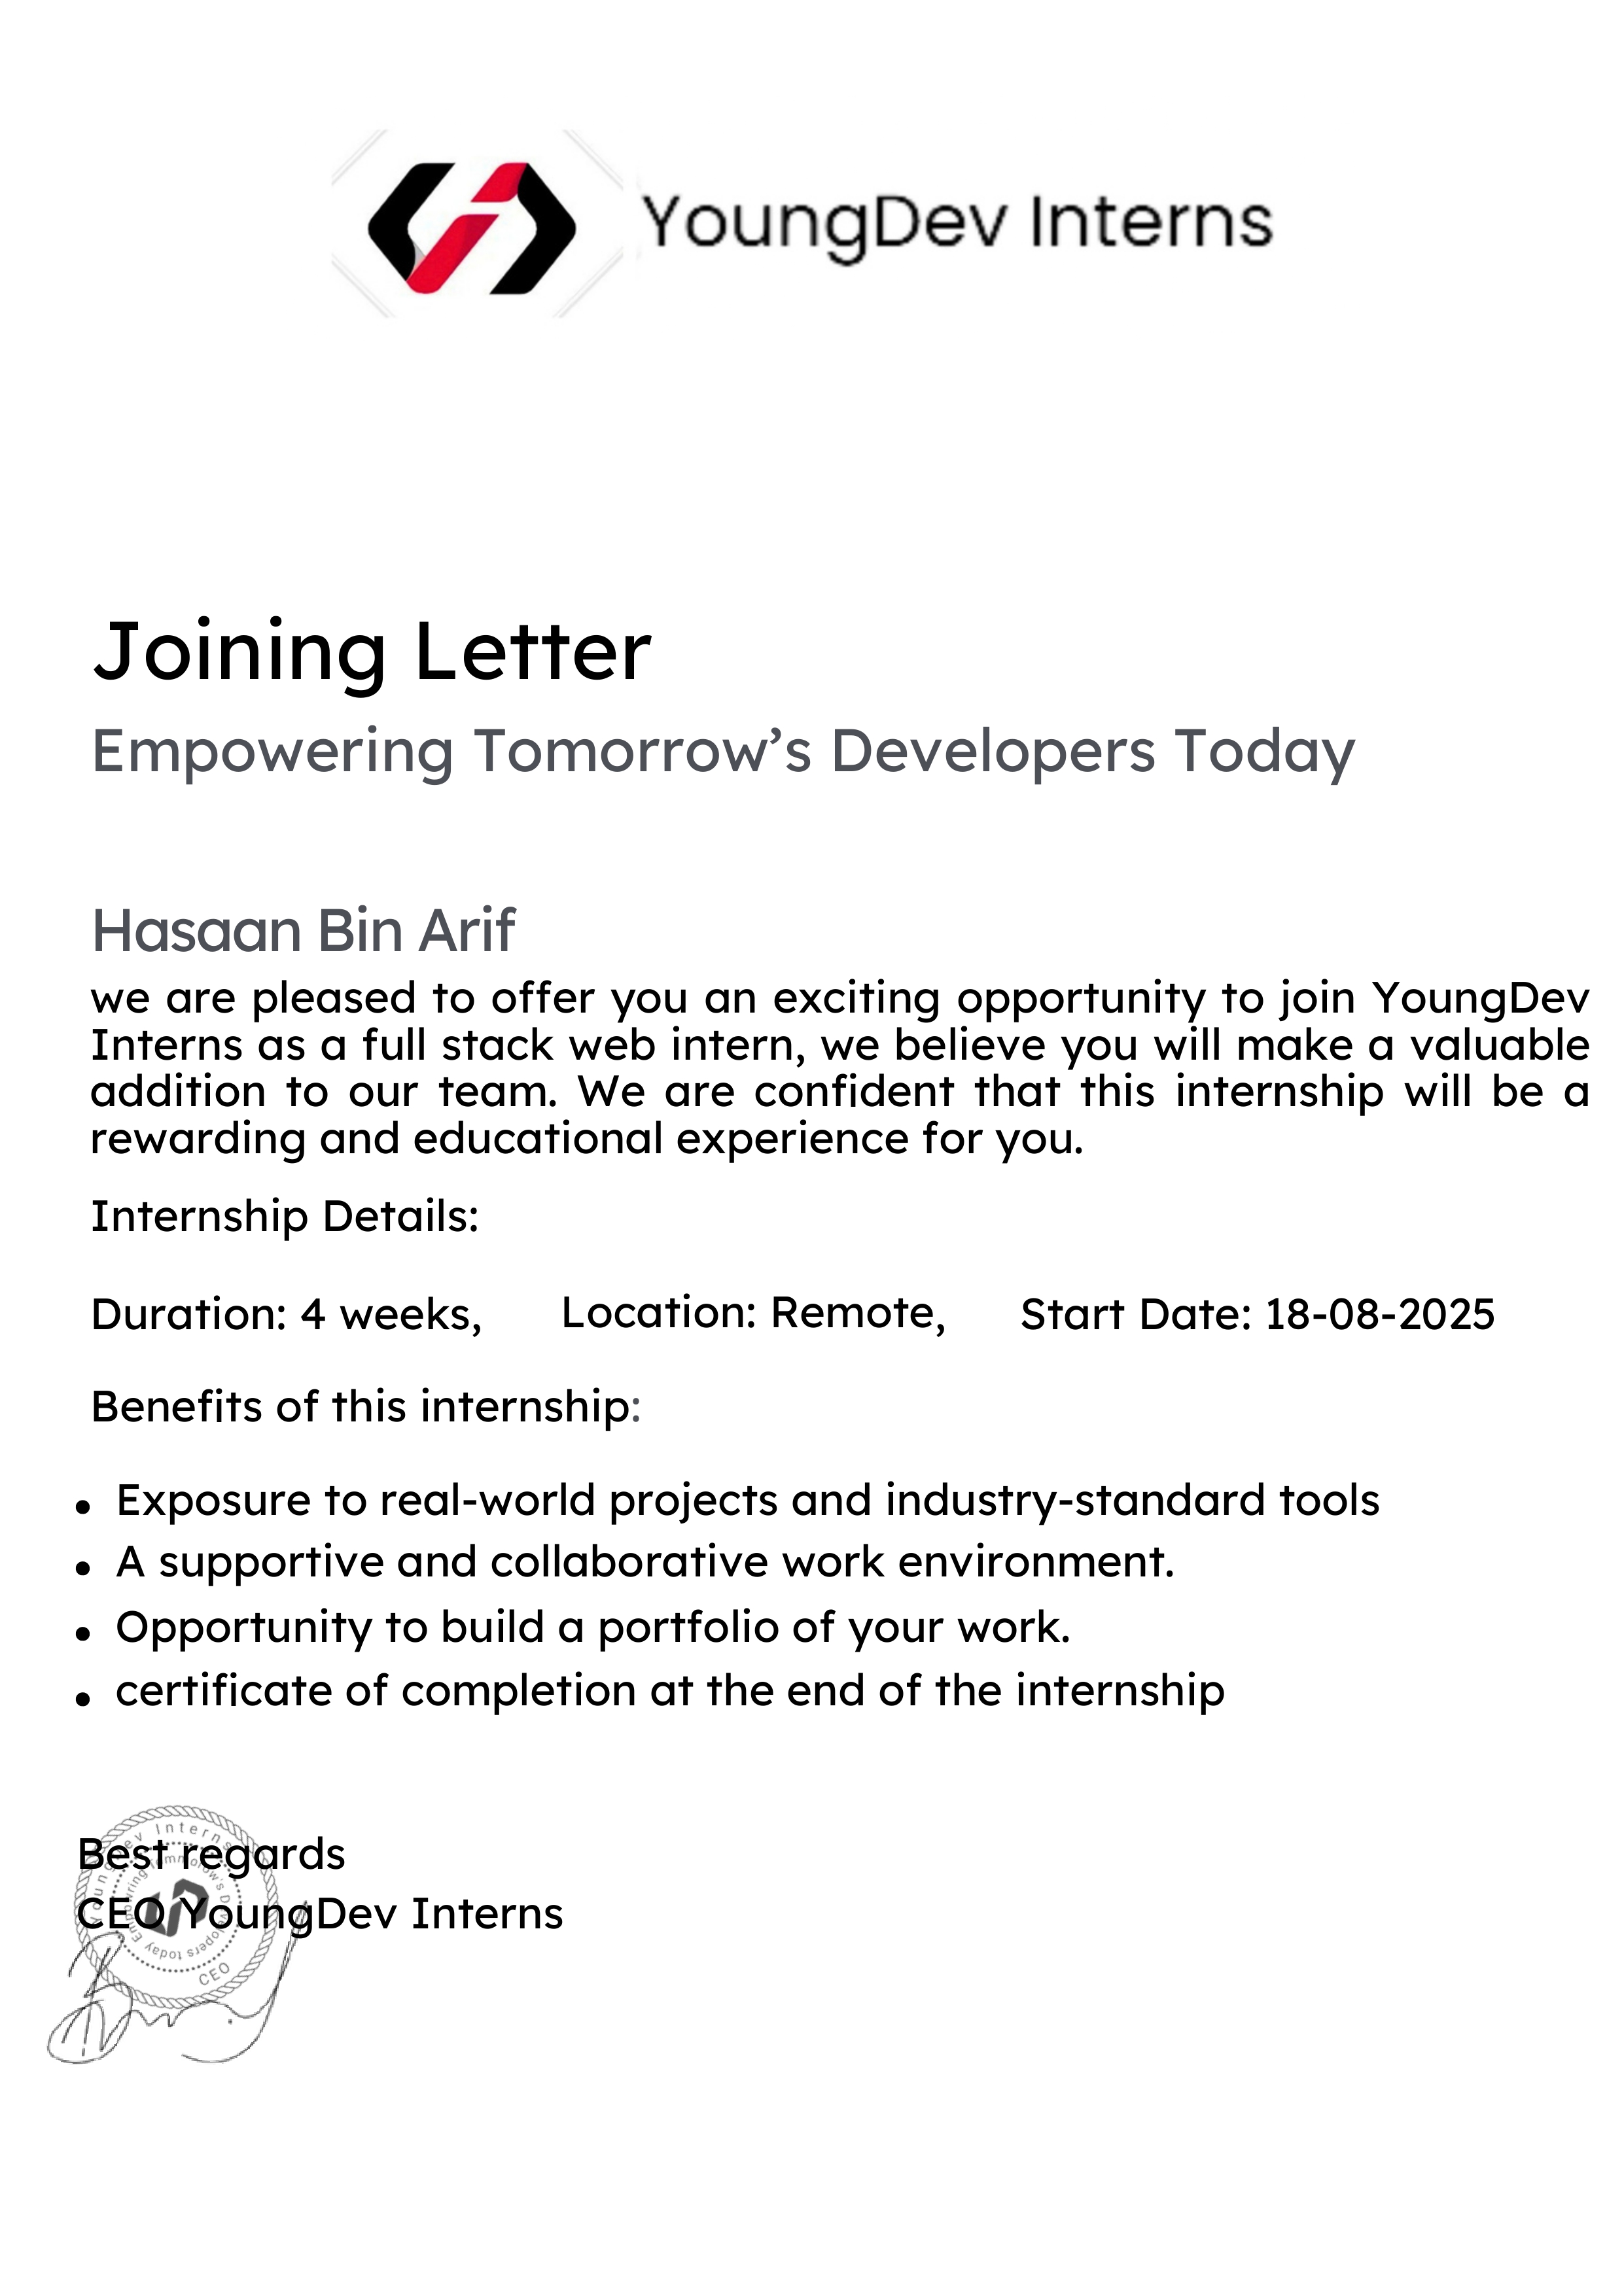 YoungDev Interns
Joining Letter
Empowering Tomorrow’s Developers Today
Hasaan Bin Arif
we are pleased to offer you an exciting opportunity to join YoungDev
Interns as a full stack web intern, we believe you will make a valuable
addition to our team. We are confident that this internship will be a
rewarding and educational experience for you.
Internship Details:
Duration: 4 weeks, Location: Remote, Start Date: 18-08-2025
Benefits of this internship:
• Exposure to real-world projects and industry-standard tools
• A supportive and collaborative work environment.
• Opportunity to build a portfolio of your work.
• certificate of completion at the end of the internship
Best regards
CEO YoungDev Interns
YoungDev Interns
Developers today
CEO